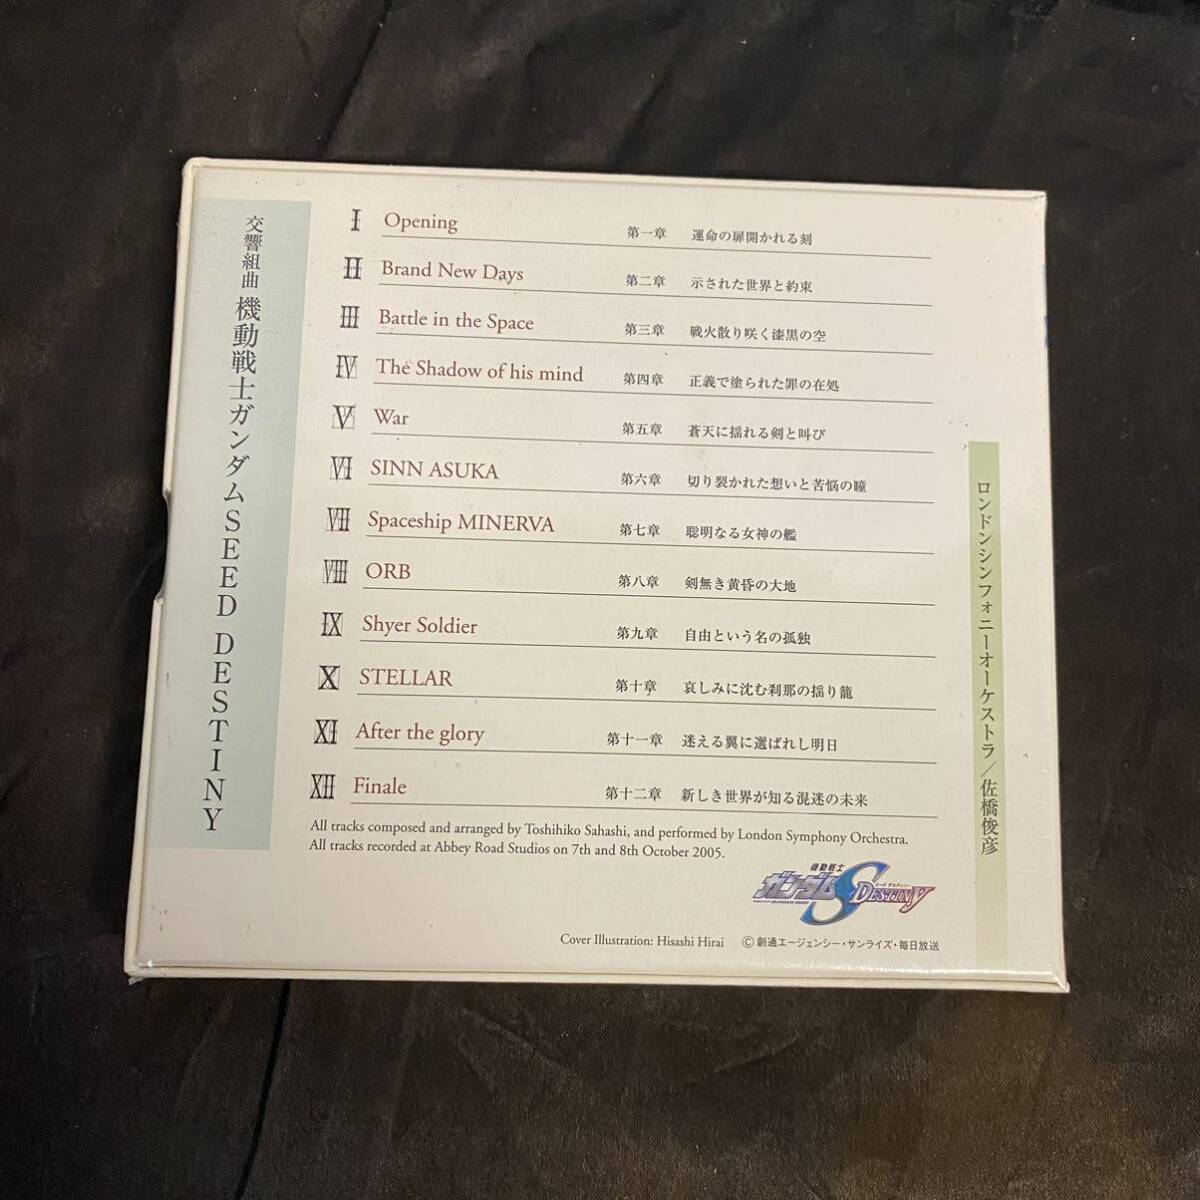 交響組曲 機動戦士ガンダムSEED DESTINY
I Opening 第一章 運命の扉開かれる刻
II Brand New Days 第二章 示された世界と約束
III Battle in the Space 第三章 戦火散り咲く漆黒の空
IV The Shadow of his mind 第四章 正義で塗られた罪の在処
V War 第五章 蒼天に揺れる剣と叫び
VI SINN ASUKA 第六章 切り裂かれた想いと苦悩の瞳
VII Spaceship MINERVA 第七章 聡明なる女神の艦
VIII ORB 第八章 剣無き黄昏の大地
IX Shyer Soldier 第九章 自由という名の孤独
X STELLAR 第十章 哀しみに沈む刹那の揺り籠
XI After the glory 第十一章 迷える翼に選ばれし明日
XII Finale 第十二章 新しき世界が知る混迷の未来
ロンドンシンフォニーオーケストラ/佐橋俊彦
All tracks composed and arranged by Toshihiko Sahashi, and performed by London Symphony Orchestra.
All tracks recorded at Abbey Road Studios on 7th and 8th October 2005.
機動戦士
ガンダムSEED DESTINY
Cover Illustration: Hisashi Hirai ©創通エージェンシー・サンライズ・毎日放送